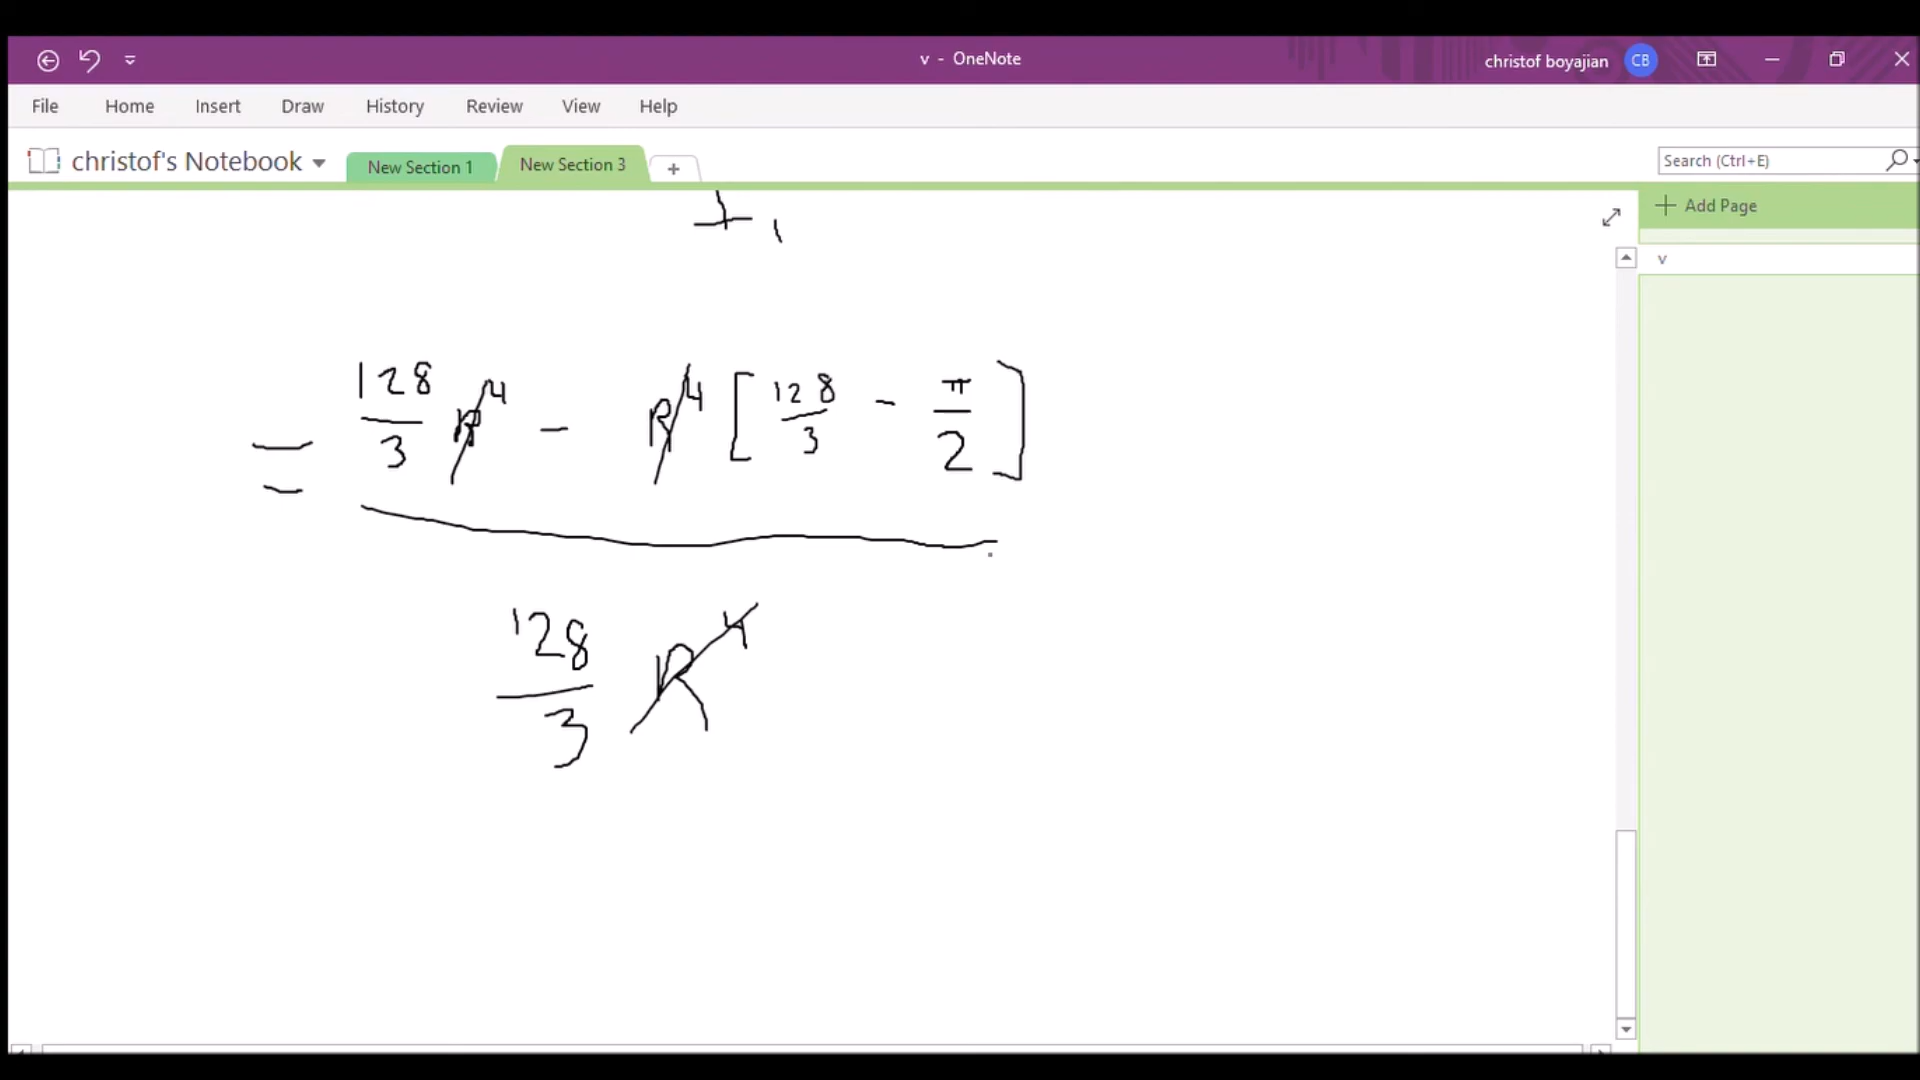 v - OneNote
christof boyajian CB
File Home Insert Draw History Review View Help
christof's Notebook New Section 1 New Section 3 + Search (Ctrl+E)
+ Add Page
v
I₁
= 128/3 R⁴ - R⁴ [128/3 - π/2]
128/3 R⁴